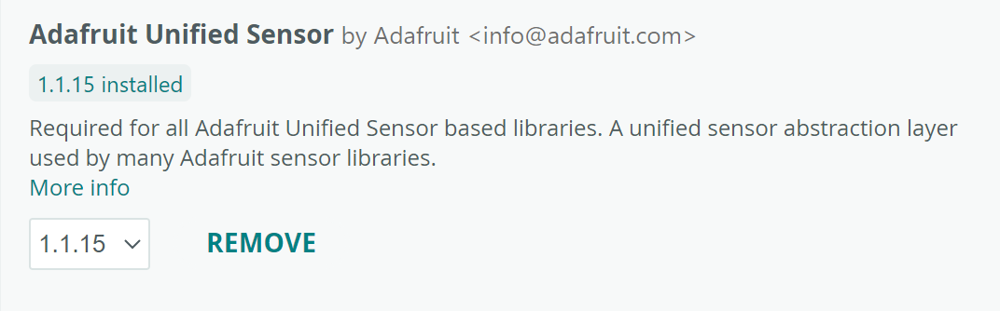 Adafruit Unified Sensor by Adafruit <info@adafruit.com>
1.1.15 installed
Required for all Adafruit Unified Sensor based libraries. A unified sensor abstraction layer
used by many Adafruit sensor libraries.
More info
1.1.15 REMOVE